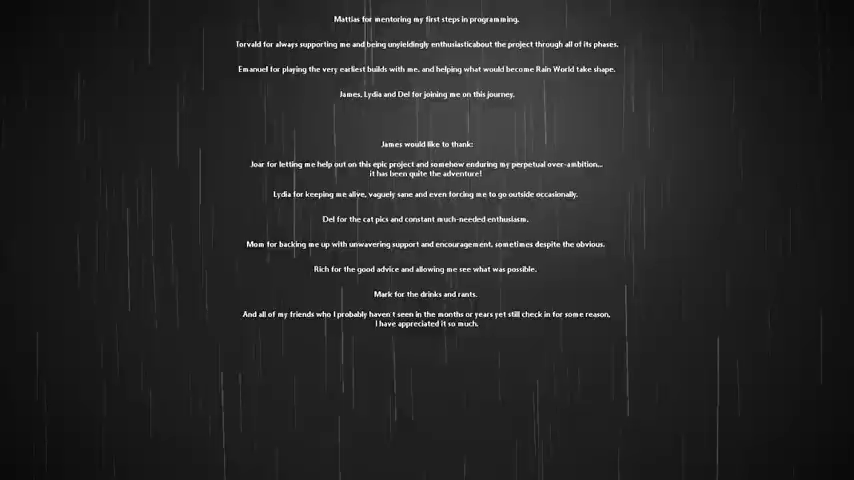 Mattias for mentoring my first steps in programming.
Torvald for always supporting me and being unyieldingly enthusiasticabout the project through all of its phases.
Emanuel for playing the very earliest builds with me, and helping what would become Rain World take shape.
James, Lydia and Del for joining me on this journey.
James would like to thank:
Joar for letting me help out on this epic project and somehow enduring my perpetual over-ambition...
it has been quite the adventure!
Lydia for keeping me alive, vaguely sane and even forcing me to go outside occasionally.
Del for the cat pics and constant much-needed enthusiasm.
Mom for backing me up with unwavering support and encouragement, sometimes despite the obvious.
Rich for the good advice and allowing me see what was possible.
Mark for the drinks and rants.
And all of my friends who I probably haven't seen in the months or years yet still check in for some reason,
I have appreciated it so much.